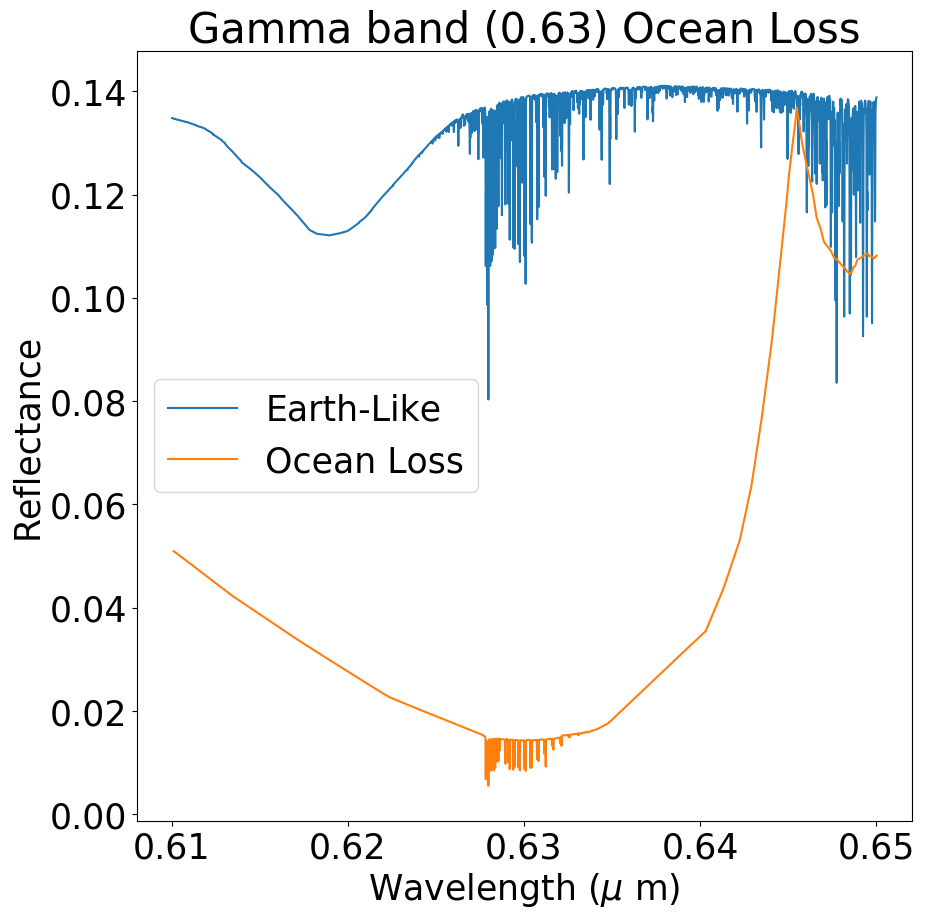 Gamma band (0.63) Ocean Loss
0.14
0.12
0.10
0.08
0.06
0.04
0.02
0.00
Reflectance
Earth-Like
Ocean Loss
0.61 0.62 0.63 0.64 0.65
Wavelength (μ m)